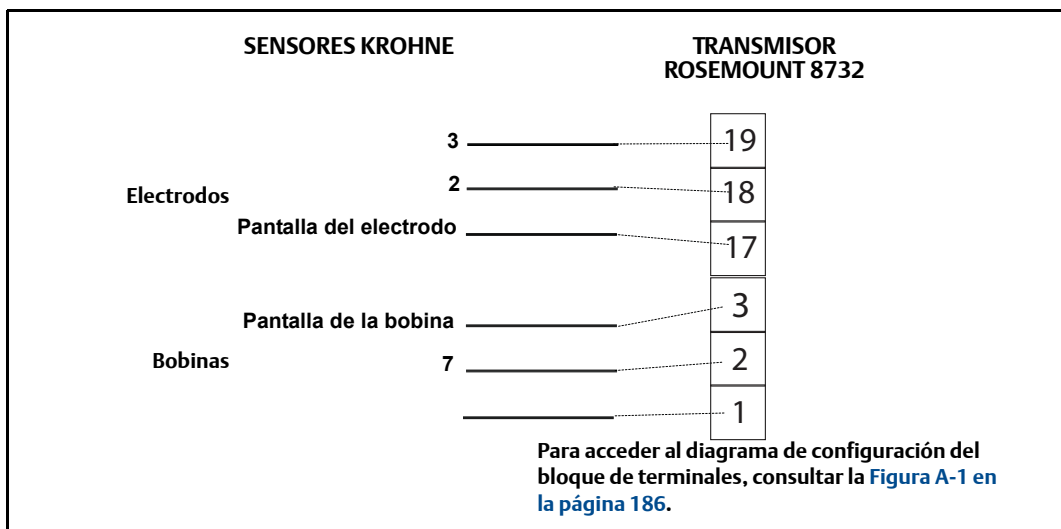 SENSORES KROHNE
TRANSMISOR
ROSEMOUNT 8732
3
19
Electrodos
2
18
Pantalla del electrodo
17
Pantalla de la bobina
3
Bobinas
7
2
1
Para acceder al diagrama de configuración del
bloque de terminales, consultar la Figura A-1 en
la página 186.